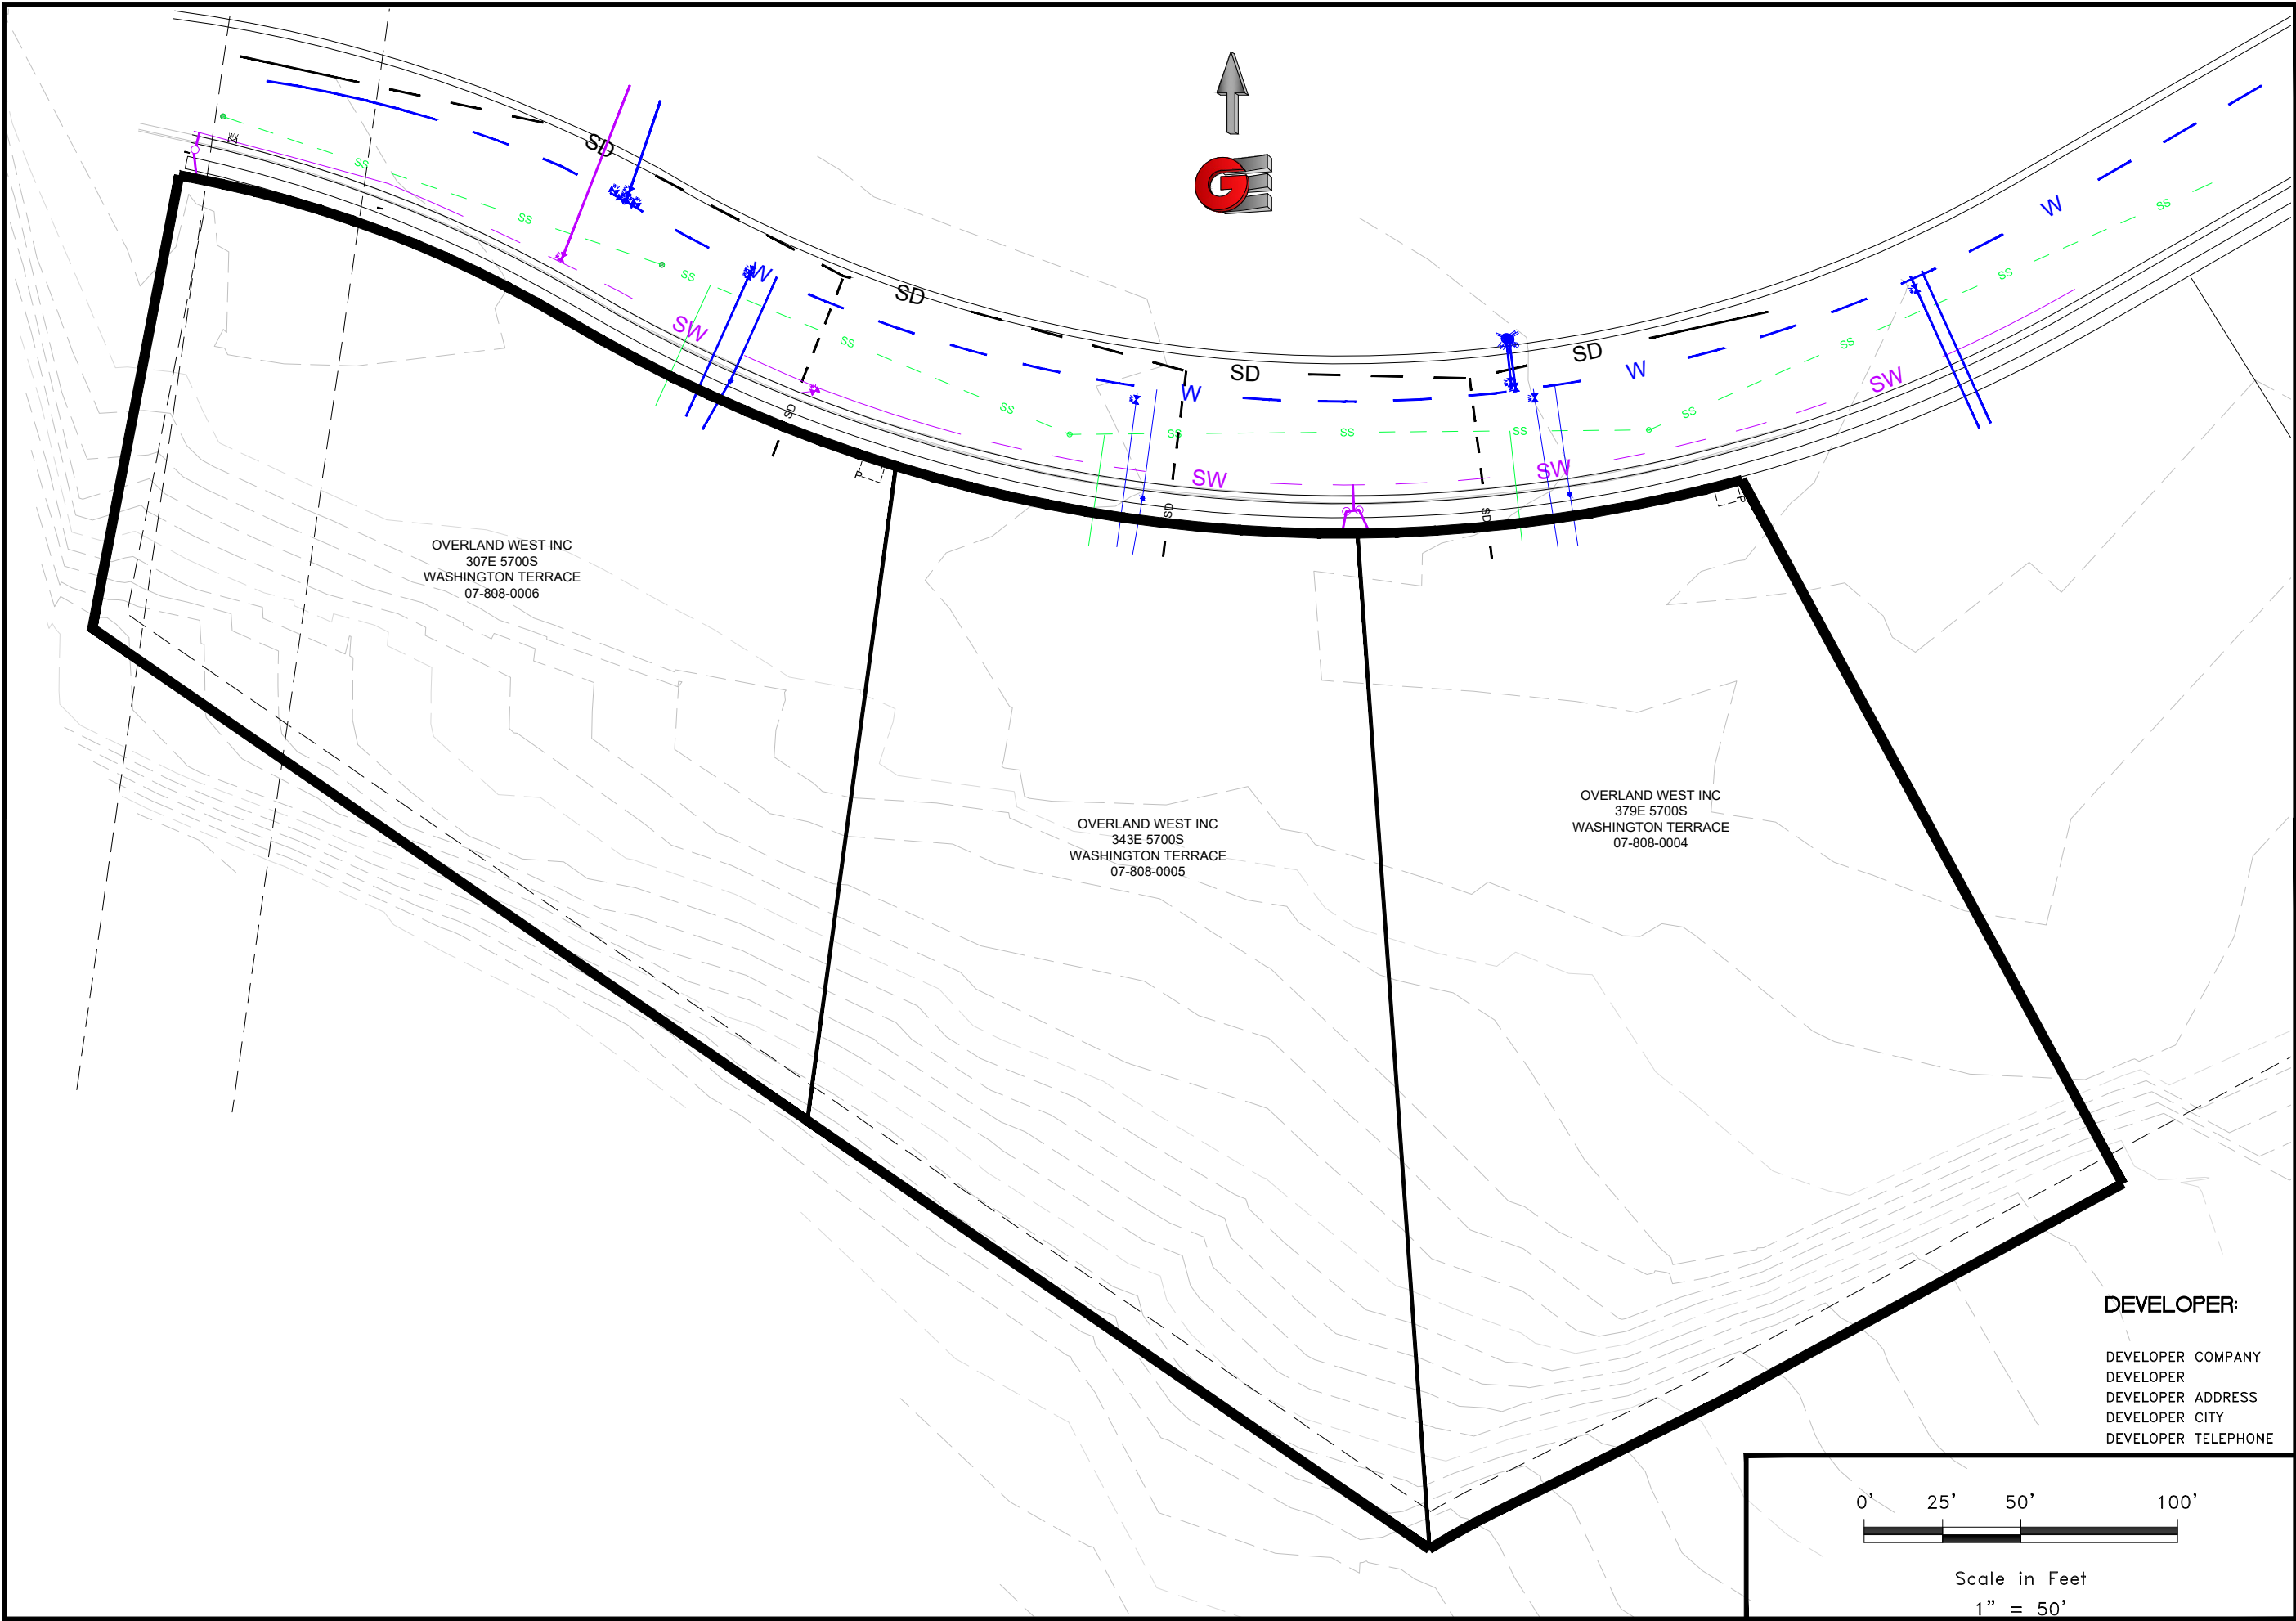 SD
W
SD
W
SD
SD
W
W
SS
SS
SS
SS
SS
SS
SS
SS
SS
SS
SS
SS
SW
SW
SW
SW
SD
SD
SD
P
P
G
OVERLAND WEST INC
307E 5700S
WASHINGTON TERRACE
07-808-0006
OVERLAND WEST INC
343E 5700S
WASHINGTON TERRACE
07-808-0005
OVERLAND WEST INC
379E 5700S
WASHINGTON TERRACE
07-808-0004
DEVELOPER:
DEVELOPER COMPANY
DEVELOPER
DEVELOPER ADDRESS
DEVELOPER CITY
DEVELOPER TELEPHONE
0' 25' 50' 100'
Scale in Feet
1" = 50'